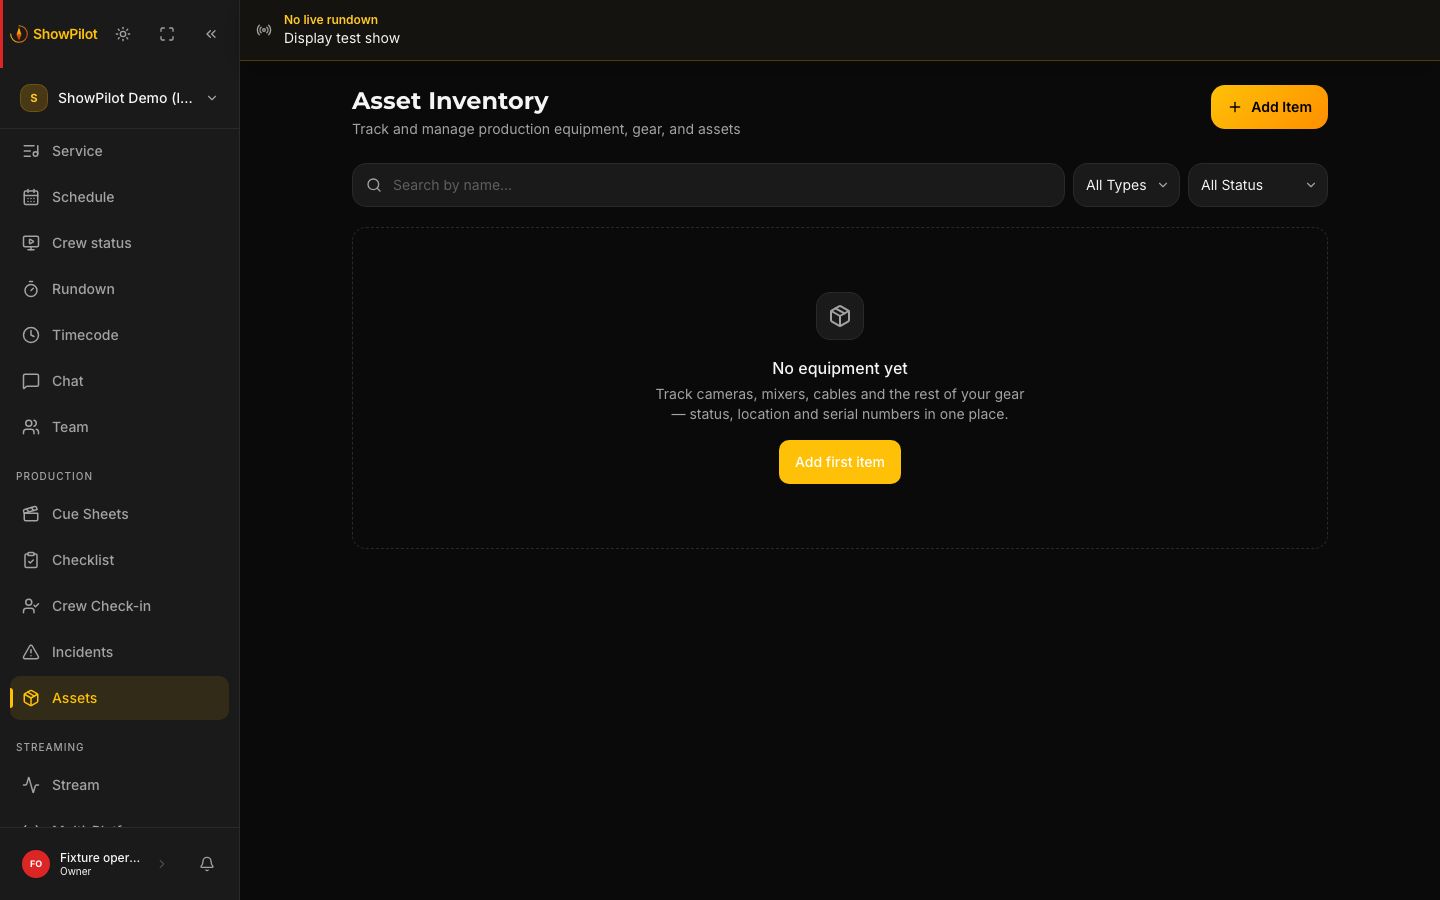 ShowPilot
S
ShowPilot Demo (I...
Service
Schedule
Crew status
Rundown
Timecode
Chat
Team
PRODUCTION
Cue Sheets
Checklist
Crew Check-in
Incidents
Assets
STREAMING
Stream
FO
Fixture oper...
Owner
No live rundown
Display test show
Asset Inventory
Track and manage production equipment, gear, and assets
Add Item
Search by name...
All Types
All Status
No equipment yet
Track cameras, mixers, cables and the rest of your gear
— status, location and serial numbers in one place.
Add first item